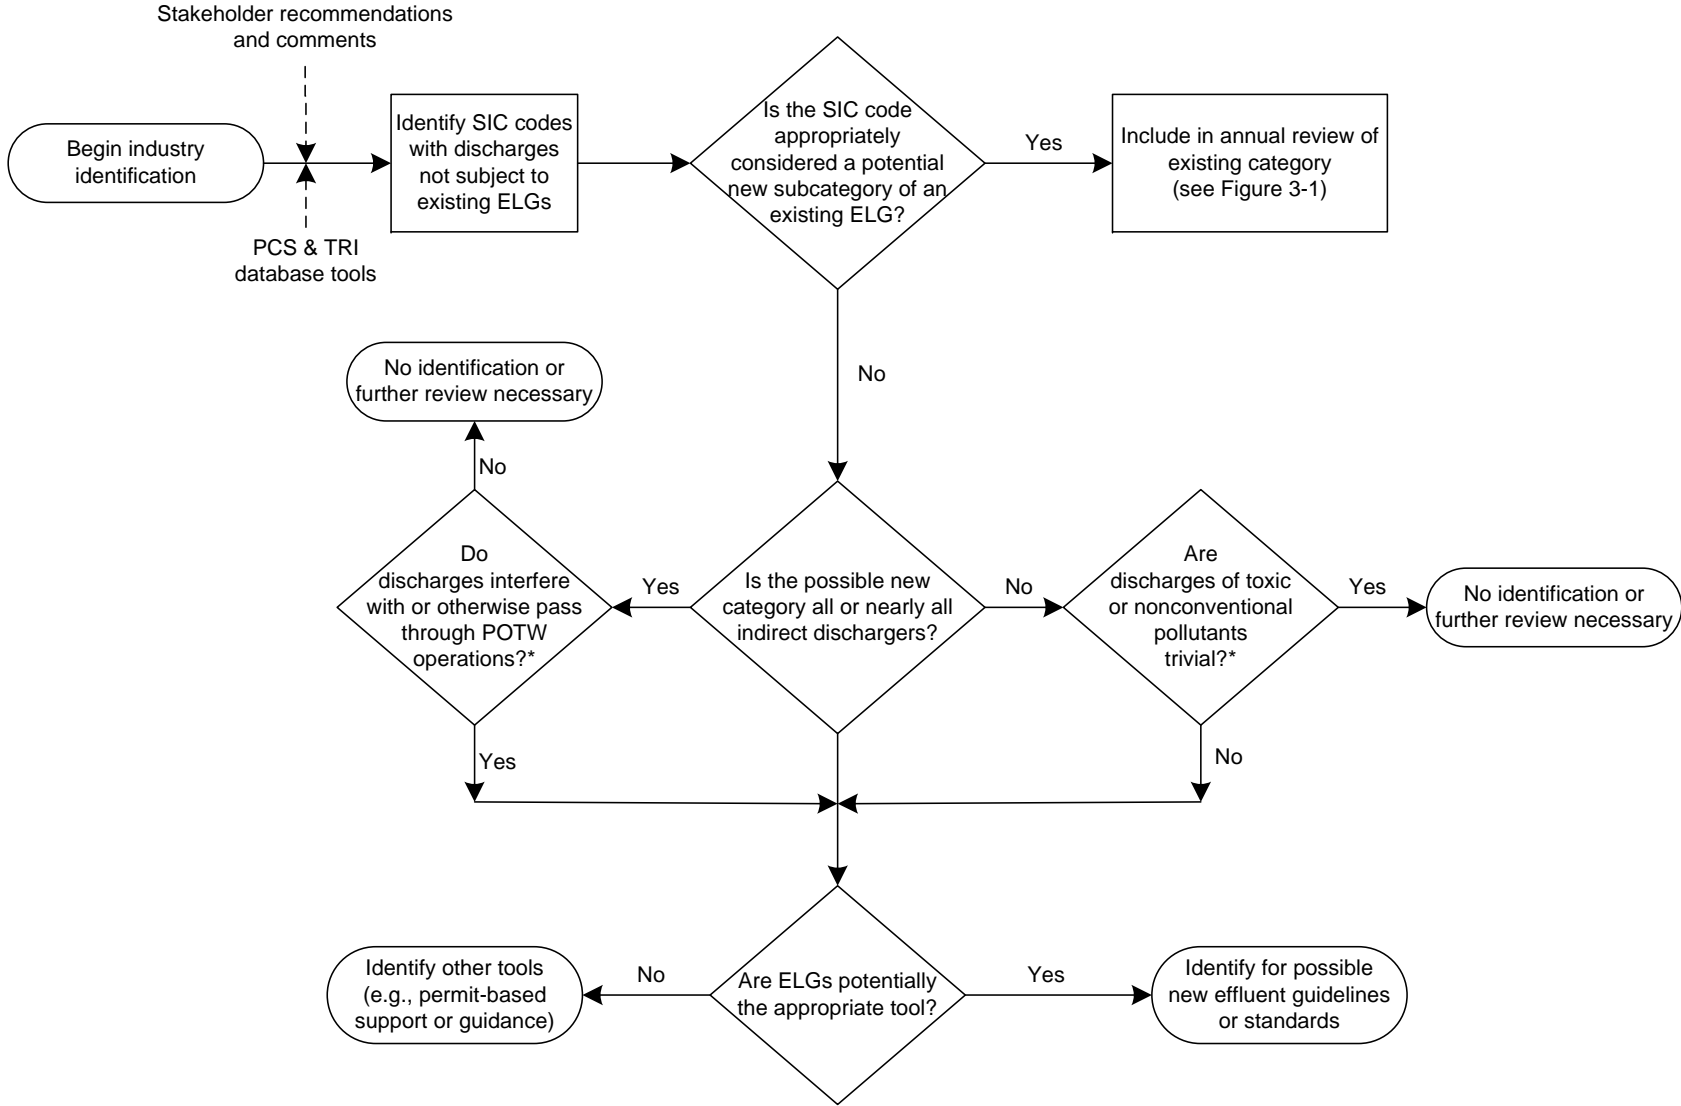 Stakeholder recommendations
and comments
Begin industry
identification
PCS & TRI
database tools
Identify SIC codes
with discharges
not subject to
existing ELGs
Is the SIC code
appropriately
considered a potential
new subcategory of an
existing ELG?
Yes
Include in annual review of
existing category
(see Figure 3-1)
No
No identification or
further review necessary
No
Do
discharges interfere
with or otherwise pass
through POTW
operations?*
Yes
Is the possible new
category all or nearly all
indirect dischargers?
No
Are
discharges of toxic
or nonconventional
pollutants
trivial?*
Yes
No identification or
further review necessary
Yes
No
Identify other tools
(e.g., permit-based
support or guidance)
No
Are ELGs potentially
the appropriate tool?
Yes
Identify for possible
new effluent guidelines
or standards